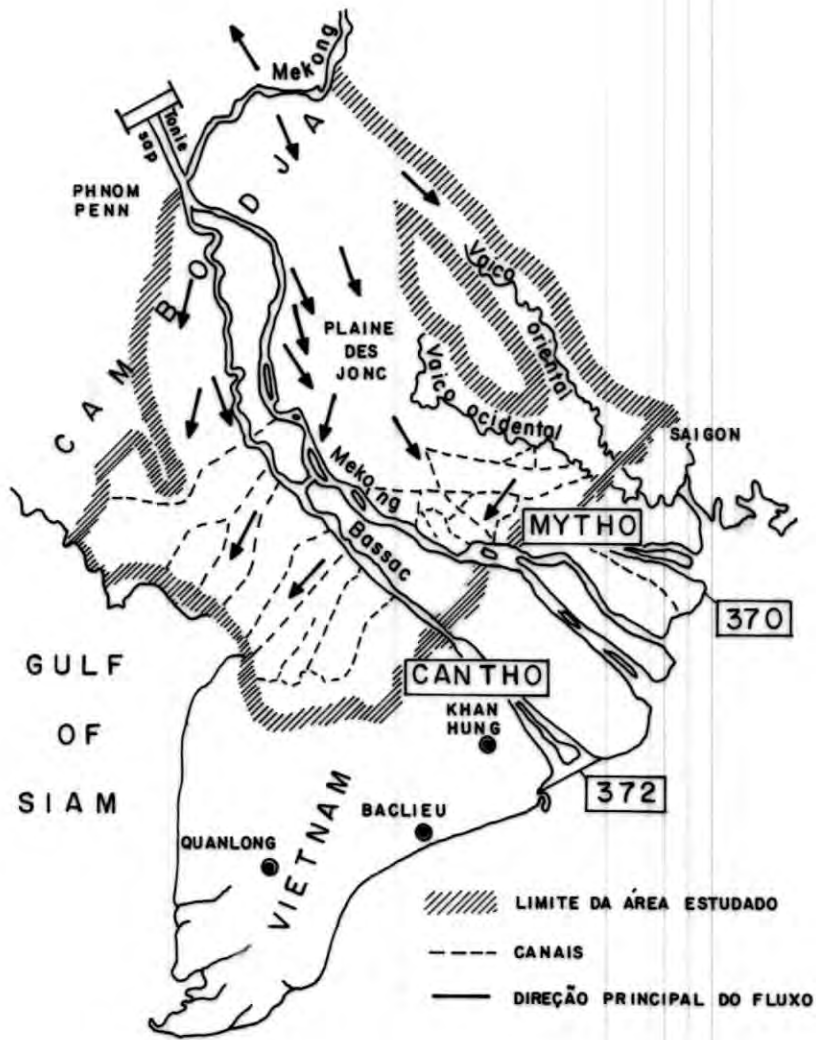 Mekong
Tonle
sap
PHNOM
PENN
CAMBODJA
Vaico
oriental
PLAINE
DES
JONC
Vaico ocidental
SAIGON
Mekong
MYTHO
Bassac
370
GULF
OF
SIAM
CANTHO
KHAN
HUNG
372
BACLIEU
QUANLONG
VIETNAM
LIMITE DA ÁREA ESTUDADO
CANAIS
DIREÇÃO PRINCIPAL DO FLUXO